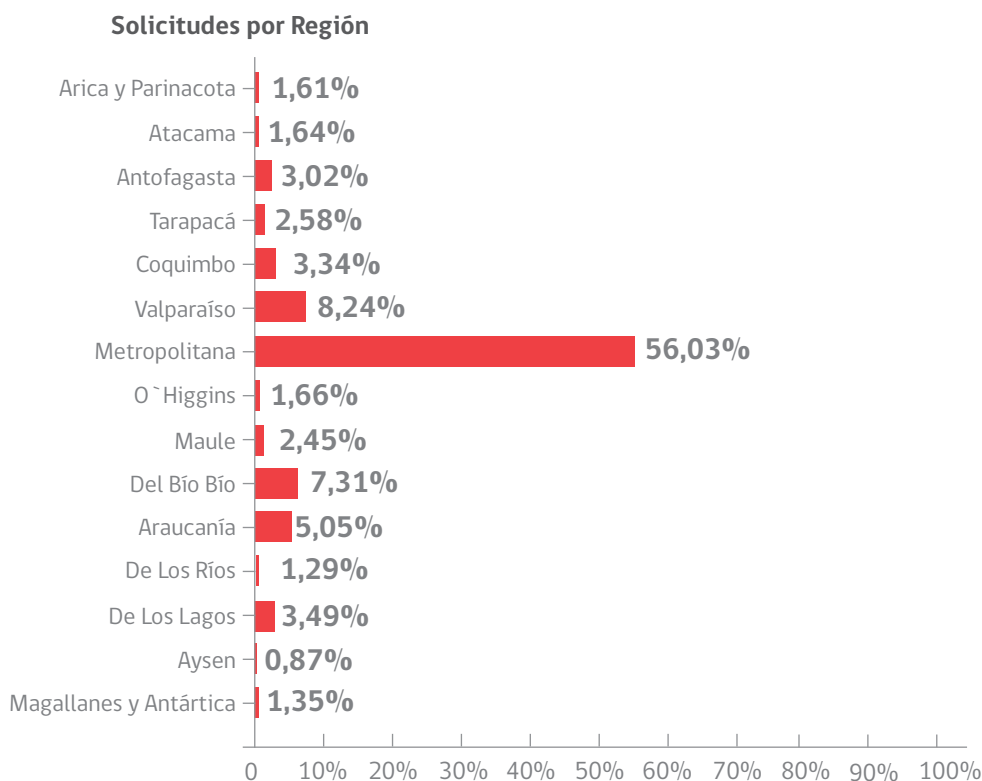 Solicitudes por Región
Arica y Parinacota 1,61%
Atacama 1,64%
Antofagasta 3,02%
Tarapacá 2,58%
Coquimbo 3,34%
Valparaíso 8,24%
Metropolitana 56,03%
O`Higgins 1,66%
Maule 2,45%
Del Bío Bío 7,31%
Araucanía 5,05%
De Los Ríos 1,29%
De Los Lagos 3,49%
Aysen 0,87%
Magallanes y Antártica 1,35%
0 10% 20% 30% 40% 50% 60% 70% 80% 90% 100%